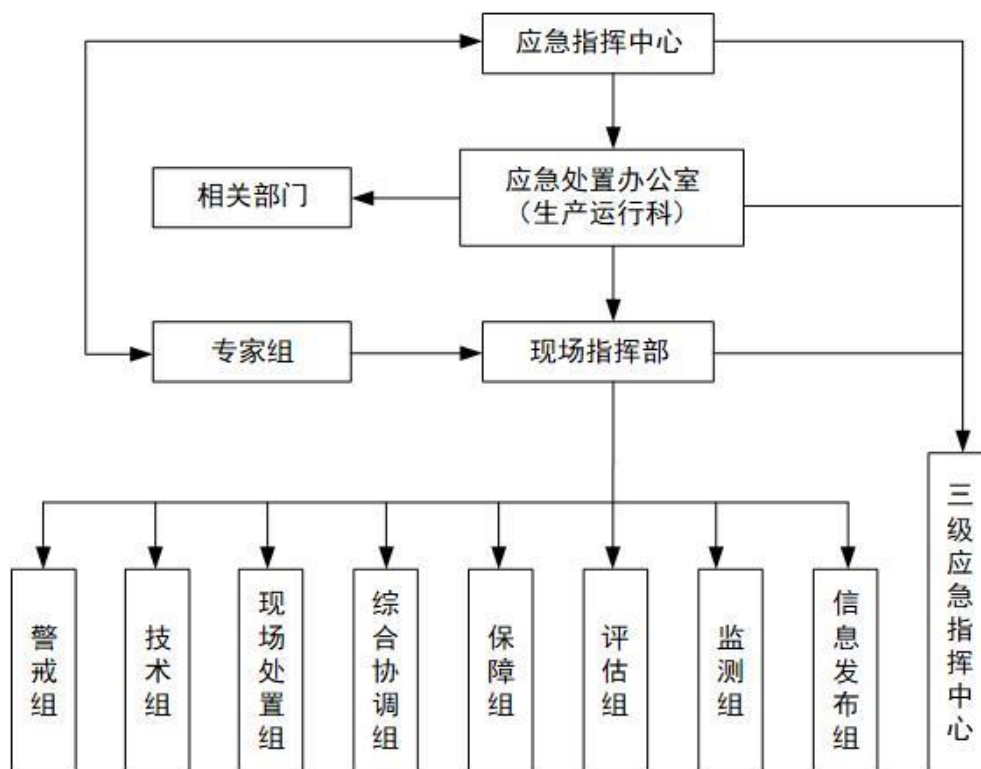 应急指挥中心
相关部门
应急处置办公室
（生产运行科）
专家组
现场指挥部
警戒组
技术组
现场处置组
综合协调组
保障组
评估组
监测组
信息发布组
三级应急指挥中心